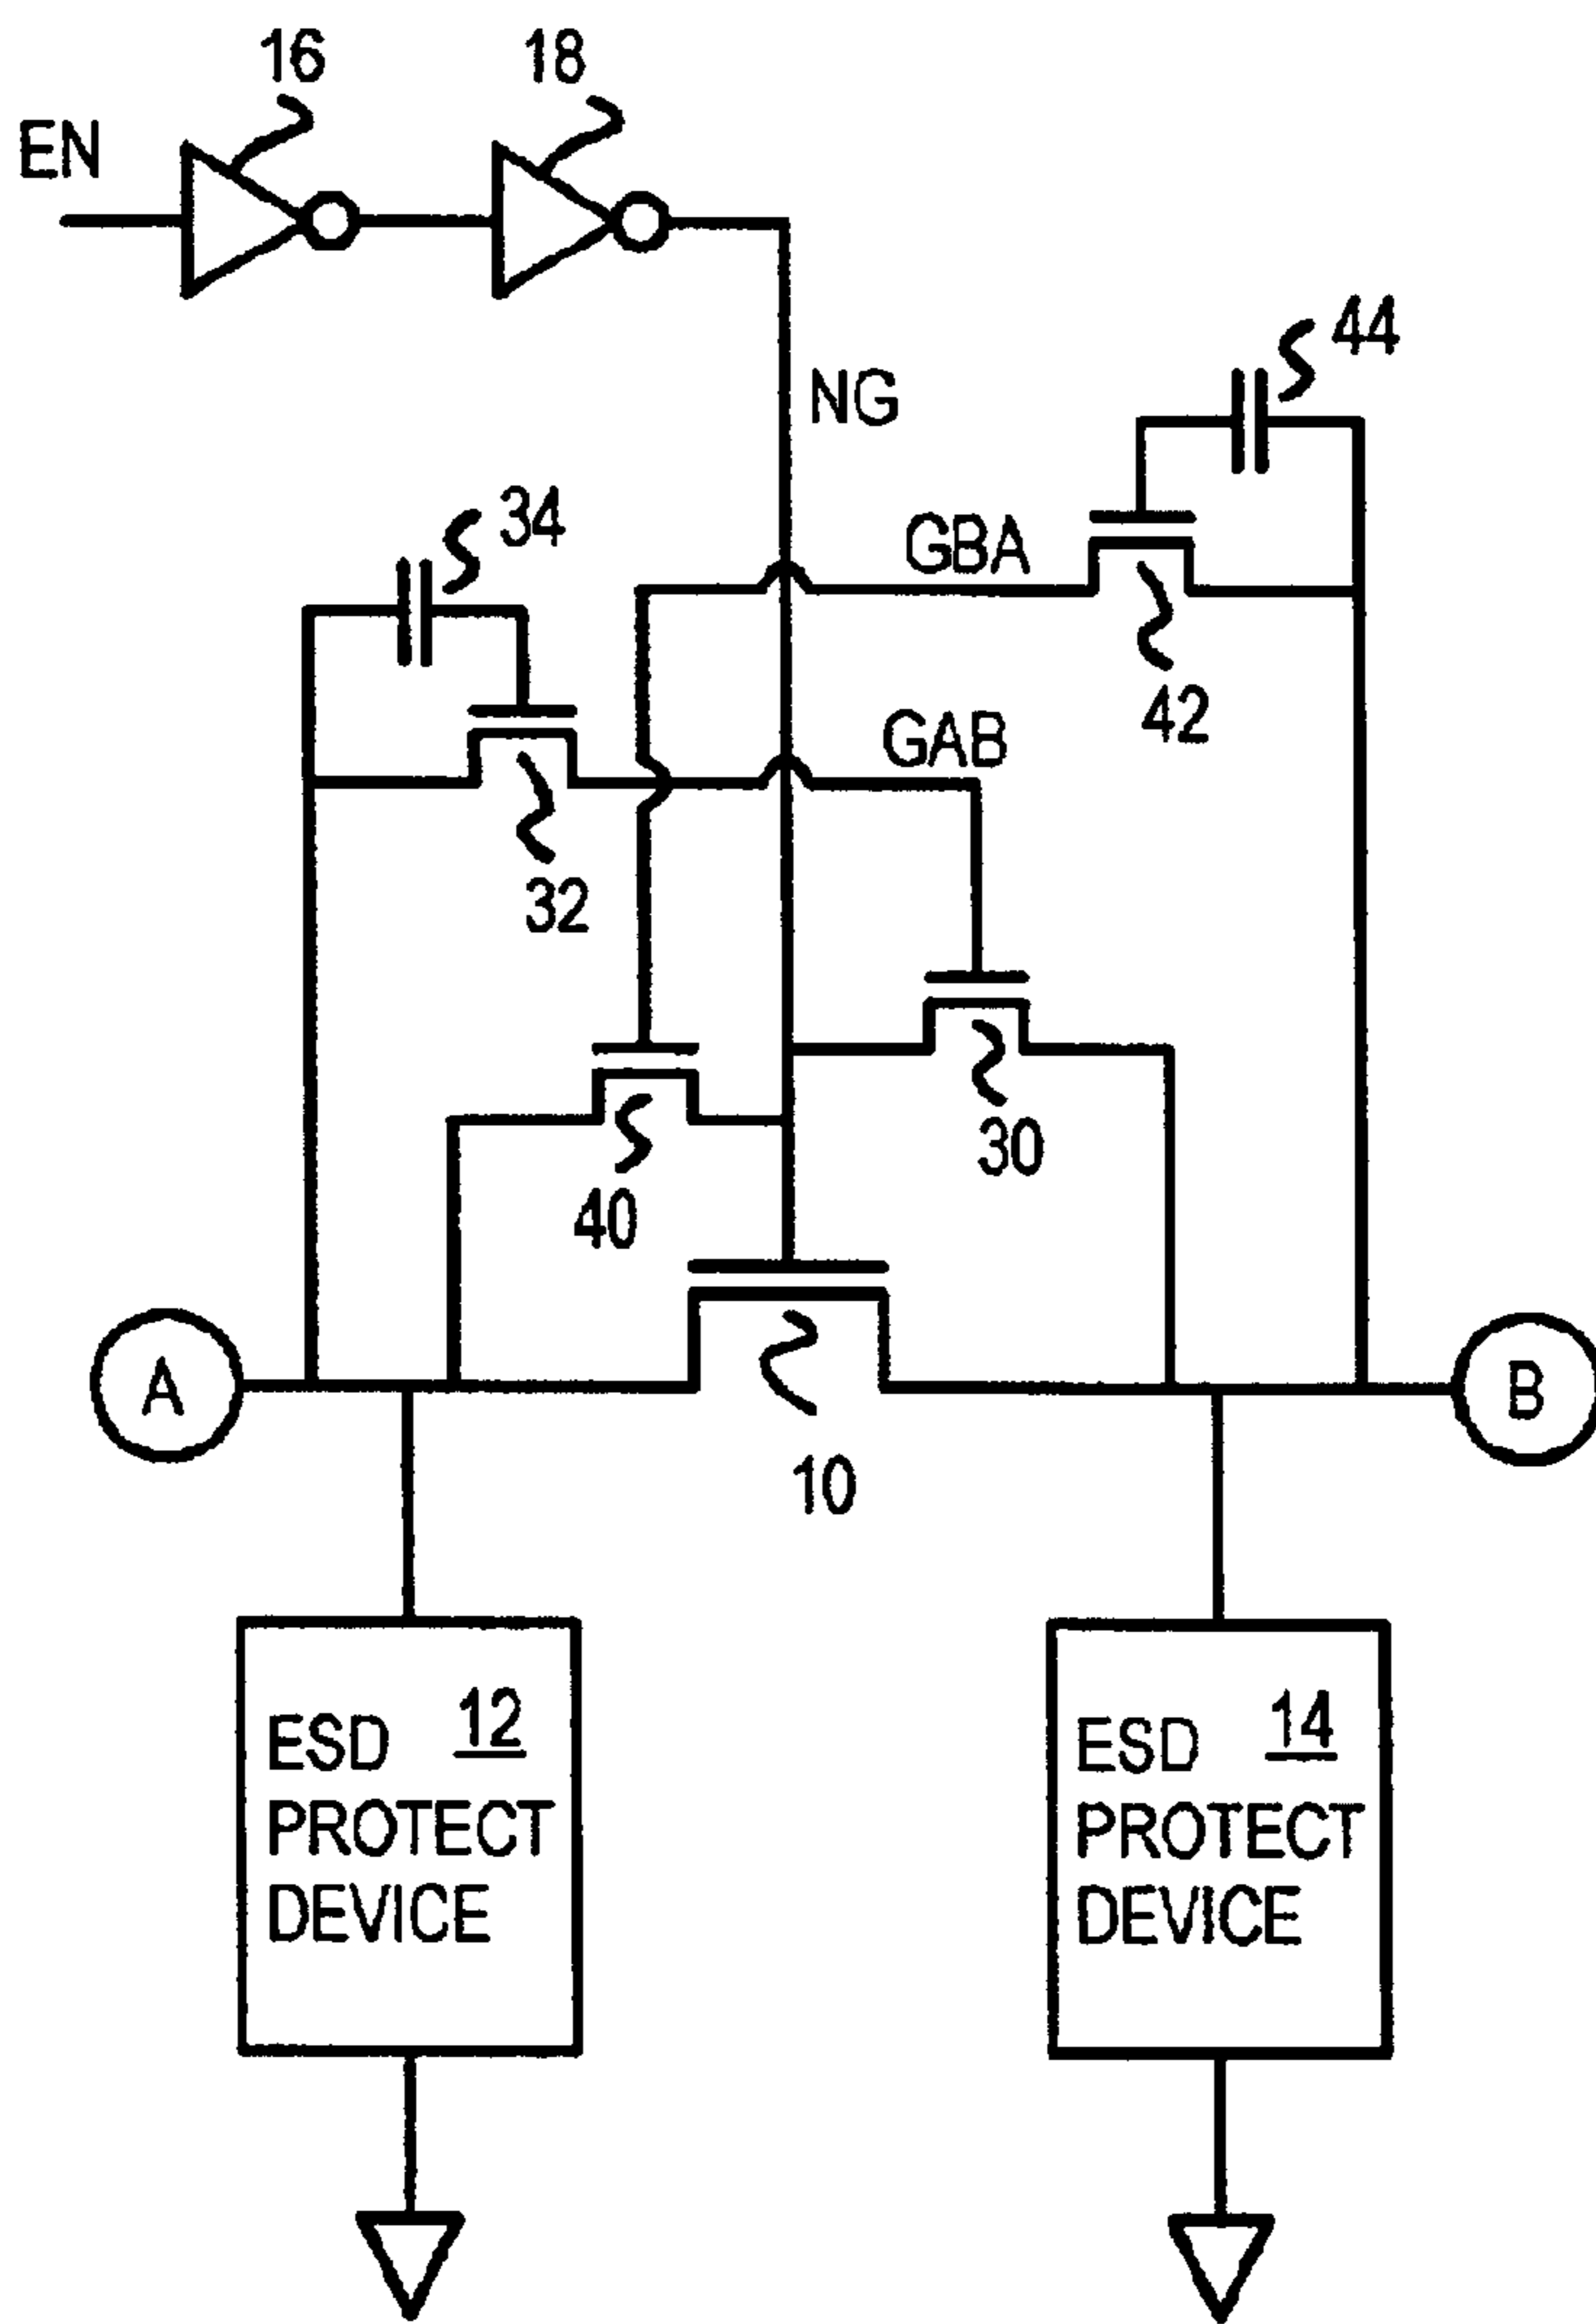 16
18
EN
44
NG
34
GBA
42
GAB
32
30
40
A
B
10
ESD 12
PROTECT
DEVICE
ESD 14
PROTECT
DEVICE